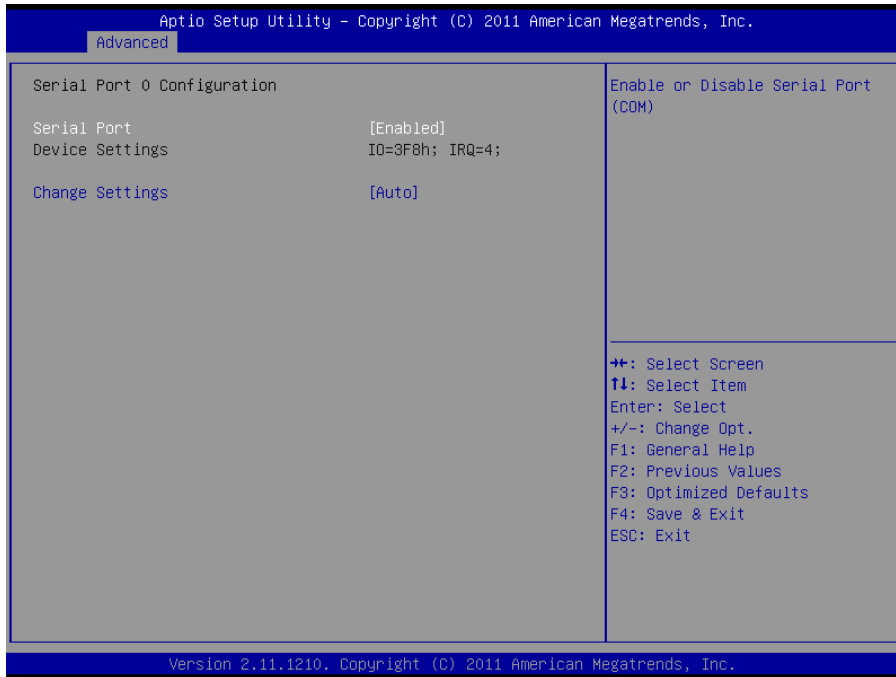 Aptio Setup Utility – Copyright (C) 2011 American Megatrends, Inc.
Advanced
Serial Port 0 Configuration
Serial Port [Enabled]
Device Settings IO=3F8h; IRQ=4;
Change Settings [Auto]
Enable or Disable Serial Port
(COM)
→←: Select Screen
↑↓: Select Item
Enter: Select
+/-: Change Opt.
F1: General Help
F2: Previous Values
F3: Optimized Defaults
F4: Save & Exit
ESC: Exit
Version 2.11.1210. Copyright (C) 2011 American Megatrends, Inc.